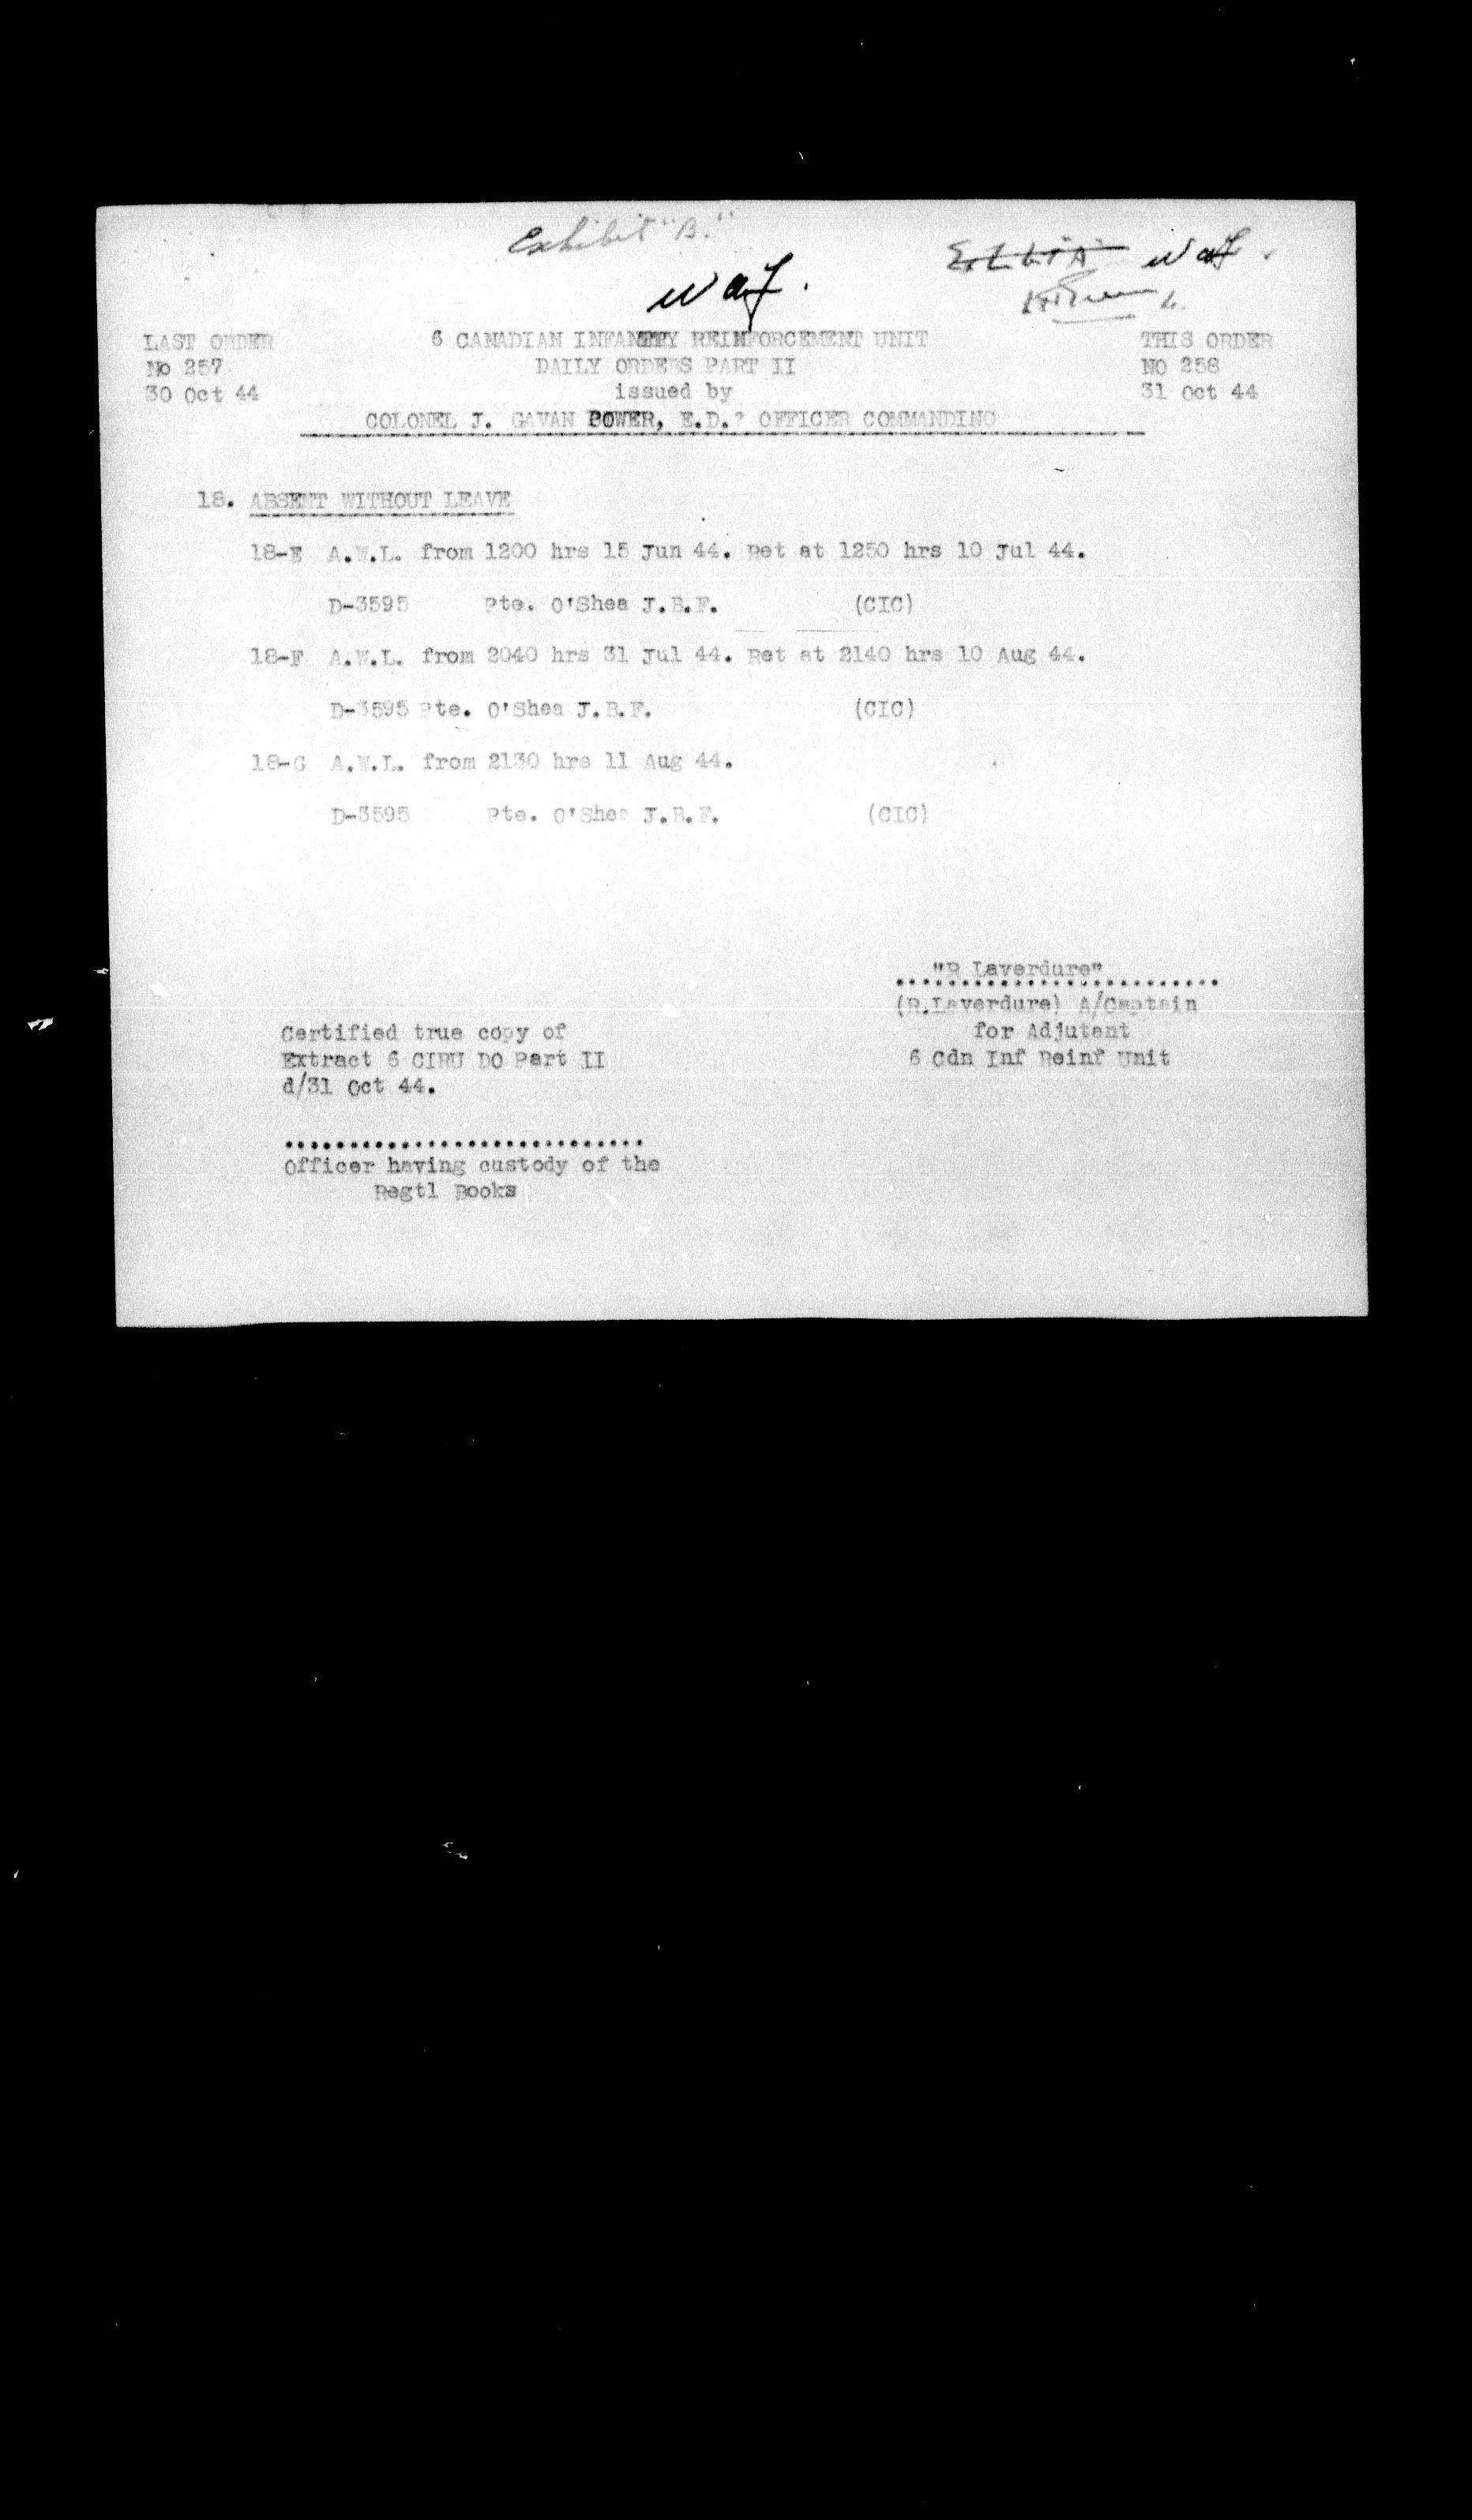 Exhibit "B."
waf.
waf.
LAST ORDER 6 CANADIAN INFANTRY REINFORCEMENT UNIT THIS ORDER
No 257 DAILY ORDERS PART II NO 258
30 Oct 44 issued by 31 Oct 44
COLONEL J. GAVAN POWER, E.D.? OFFICER COMMANDING
18. ABSENT WITHOUT LEAVE
18-E A.W.L. from 1200 hrs 15 Jun 44. Ret at 1250 hrs 10 Jul 44.
D-3595 Pte. O'Shea J.B.F. (CIC)
18-F A.W.L. from 2040 hrs 31 Jul 44. Ret at 2140 hrs 10 Aug 44.
D-3595 Pte. O'Shea J.B.F. (CIC)
18-G A.W.L. from 2130 hrs 11 Aug 44.
D-3595 Pte. O'Shea J.B.F. (CIC)
"R Laverdure"
(R.Laverdure) A/Captain
for Adjutant
6 Cdn Inf Reinf Unit
Certified true copy of
Extract 6 CIRU DO Part II
d/31 Oct 44.
Officer having custody of the
Regtl Books